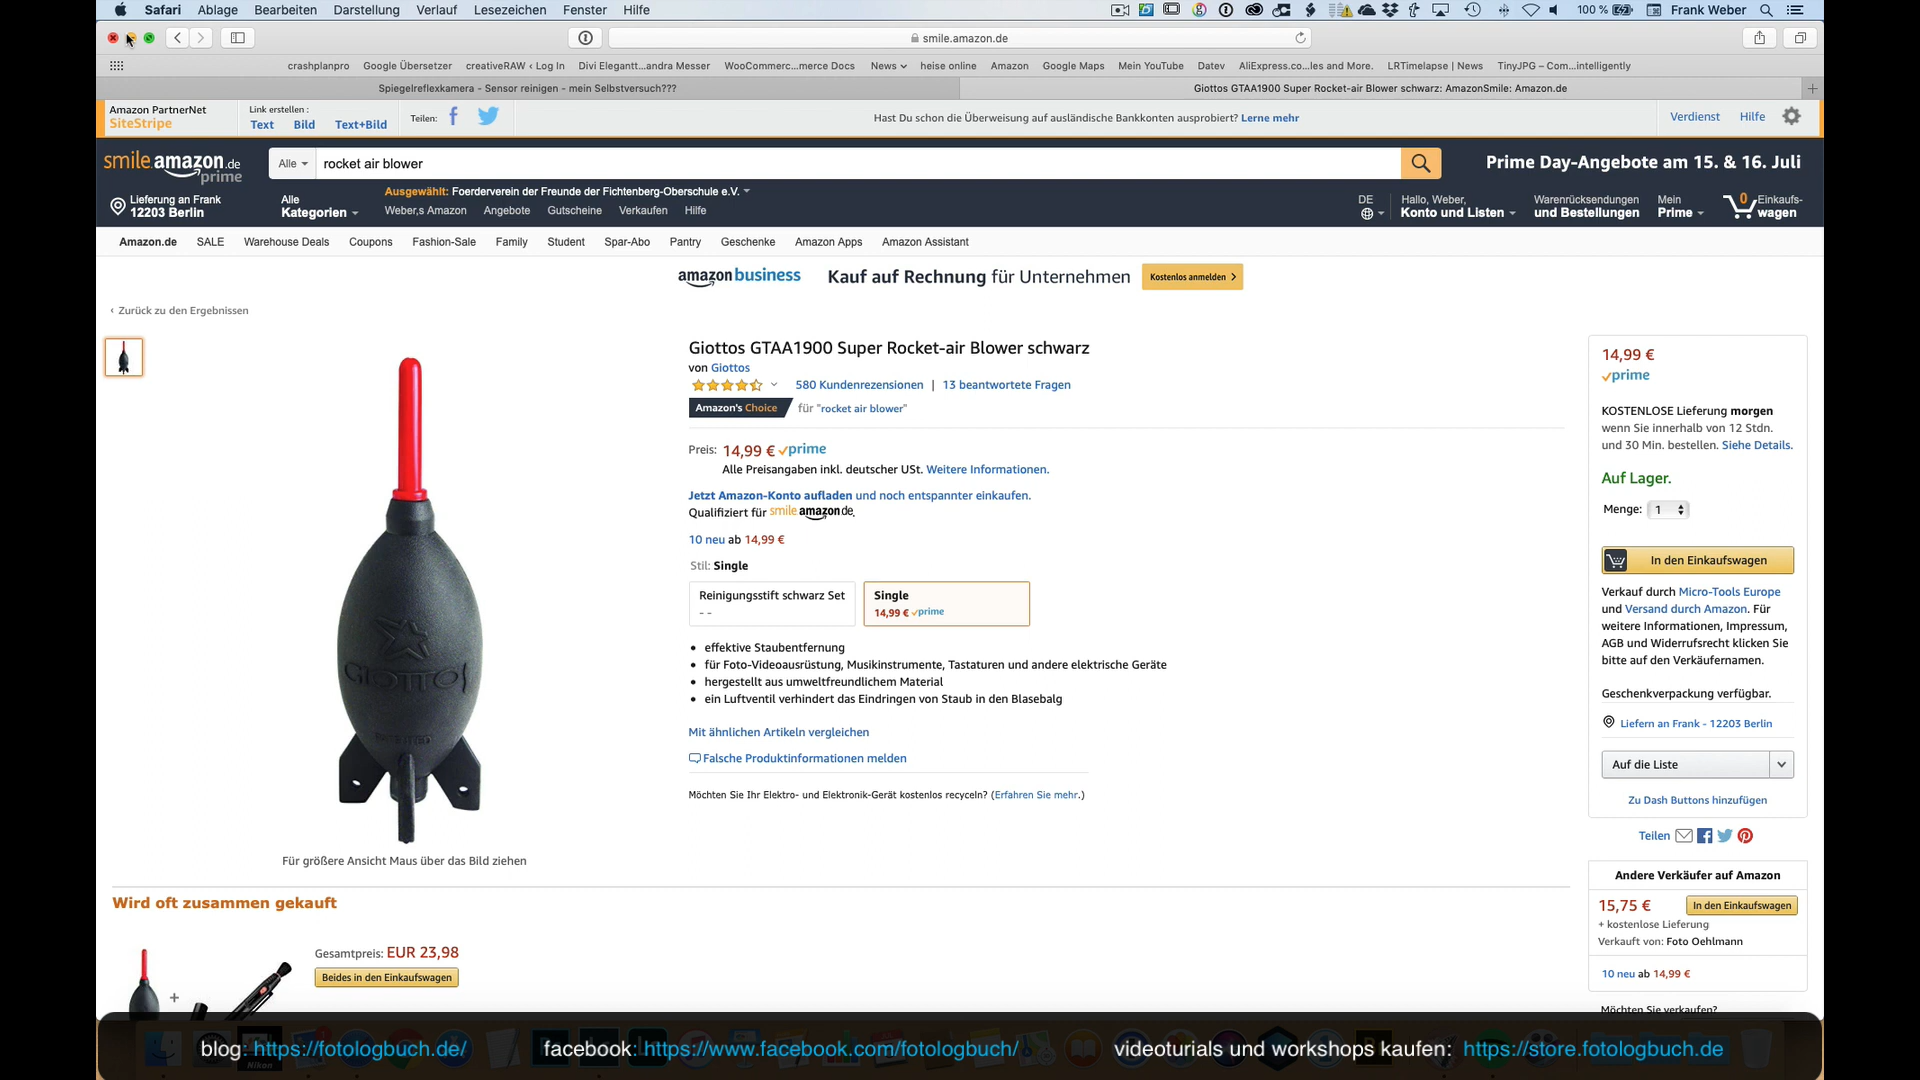 Safari Ablage Bearbeiten Darstellung Verlauf Lesezeichen Fenster Hilfe 100 % Frank Weber
smile.amazon.de
crashplanpro Google Übersetzer creativeRAW ‹ Log In Divi Elegantt...andra Messer WooCommerc...merce Docs News heise online Amazon Google Maps Mein YouTube Datev AliExpress.co...les and More. LRTimelapse | News TinyJPG – Com...intelligently
Spiegelreflexkamera - Sensor reinigen - mein Selbstversuch??? Giottos GTAA1900 Super Rocket-air Blower schwarz: AmazonSmile: Amazon.de
Amazon PartnerNet
SiteStripe
Link erstellen :
Text Bild Text+Bild
Teilen:
Hast Du schon die Überweisung auf ausländische Bankkonten ausprobiert? Lerne mehr
Verdienst Hilfe
smile.amazon.de
prime
Alle rocket air blower
Prime Day-Angebote am 15. & 16. Juli
Lieferung an Frank
12203 Berlin
Alle
Kategorien
Ausgewählt: Foerderverein der Freunde der Fichtenberg-Oberschule e.V.
Weber,s Amazon Angebote Gutscheine Verkaufen Hilfe
DE
Hallo, Weber,
Konto und Listen
Warenrücksendungen
und Bestellungen
Mein
Prime
0 Einkaufs-
wagen
Amazon.de SALE Warehouse Deals Coupons Fashion-Sale Family Student Spar-Abo Pantry Geschenke Amazon Apps Amazon Assistant
amazon business Kauf auf Rechnung für Unternehmen Kostenlos anmelden
‹ Zurück zu den Ergebnissen
GIOTTOS
Für größere Ansicht Maus über das Bild ziehen
Giottos GTAA1900 Super Rocket-air Blower schwarz
von Giottos
580 Kundenrezensionen | 13 beantwortete Fragen
Amazon's Choice für "rocket air blower"
Preis: 14,99 € prime
Alle Preisangaben inkl. deutscher USt. Weitere Informationen.
Jetzt Amazon-Konto aufladen und noch entspannter einkaufen.
Qualifiziert für smile.amazon.de.
10 neu ab 14,99 €
Stil: Single
Reinigungsstift schwarz Set
- -
Single
14,99 € prime
• effektive Staubentfernung
• für Foto-Videoausrüstung, Musikinstrumente, Tastaturen und andere elektrische Geräte
• hergestellt aus umweltfreundlichem Material
• ein Luftventil verhindert das Eindringen von Staub in den Blasebalg
Mit ähnlichen Artikeln vergleichen
Falsche Produktinformationen melden
Möchten Sie Ihr Elektro- und Elektronik-Gerät kostenlos recyceln? (Erfahren Sie mehr.)
14,99 €
prime
KOSTENLOSE Lieferung morgen
wenn Sie innerhalb von 12 Stdn.
und 30 Min. bestellen. Siehe Details.
Auf Lager.
Menge: 1
In den Einkaufswagen
Verkauf durch Micro-Tools Europe
und Versand durch Amazon. Für
weitere Informationen, Impressum,
AGB und Widerrufsrecht klicken Sie
bitte auf den Verkäufernamen.
Geschenkverpackung verfügbar.
Liefern an Frank - 12203 Berlin
Auf die Liste
Zu Dash Buttons hinzufügen
Teilen
Andere Verkäufer auf Amazon
15,75 € In den Einkaufswagen
+ kostenlose Lieferung
Verkauft von: Foto Oehlmann
10 neu ab 14,99 €
Möchten Sie verkaufen?
Wird oft zusammen gekauft
+
Gesamtpreis: EUR 23,98
Beides in den Einkaufswagen
blog: https://fotologbuch.de/ facebook: https://www.facebook.com/fotologbuch/ videoturials und workshops kaufen: https://store.fotologbuch.de
Nikon